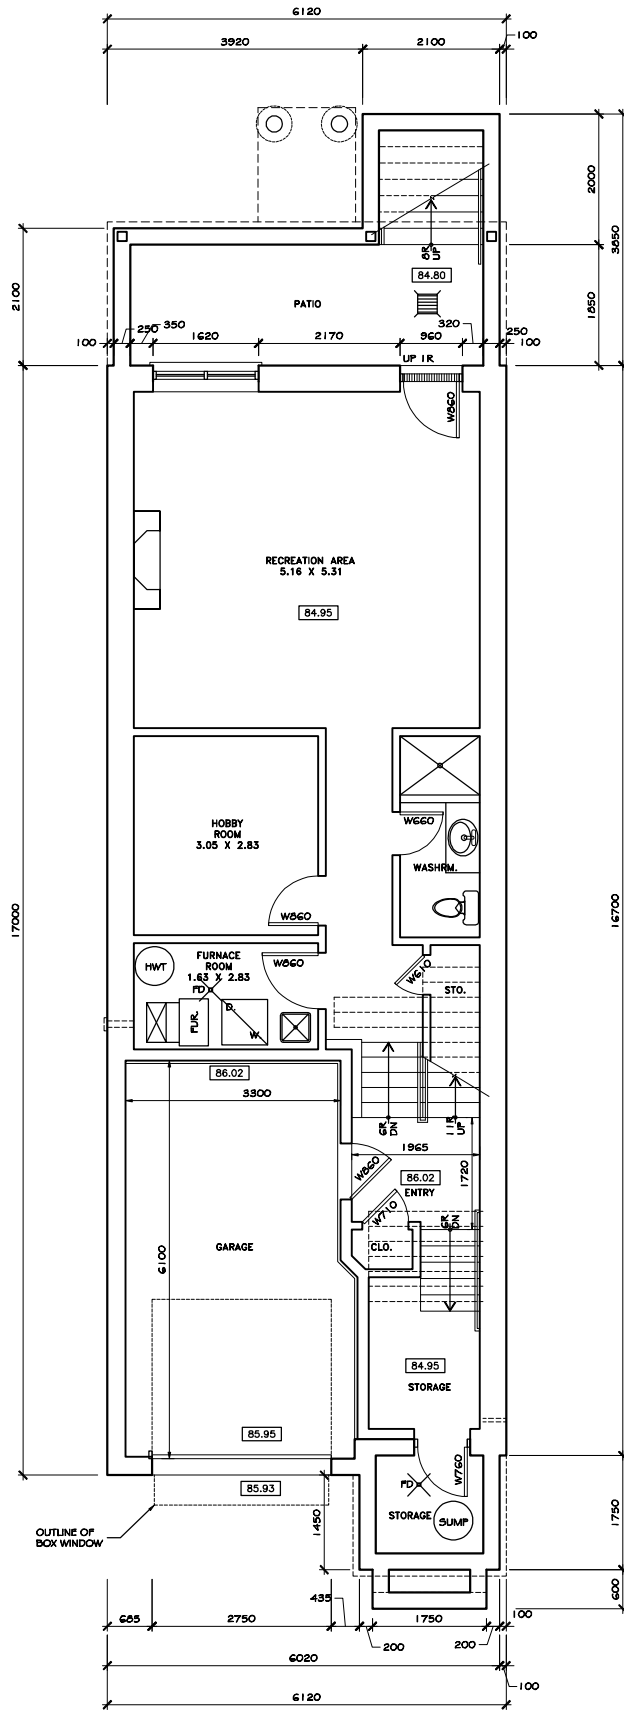 6120
3920
2100
100
2000
3850
8R
UP
84.80
2100
PATIO
1850
250
350
320
250
100
1620
2170
960
100
UP 1R
W860
RECREATION AREA
5.16 X 5.31
84.95
HOBBY
ROOM
3.05 X 2.83
W660
WASHRM.
W860
17000
16700
FURNACE
ROOM
1.63 X 2.83
W860
HWT
FD
W610
STO.
FUR.
D.
W
86.02
3300
6R
DN
11R
UP
1965
W860
86.02
ENTRY
1720
W710
6R
DN
CLO.
GARAGE
6100
84.95
STORAGE
85.95
W760
FD
85.93
STORAGE
SUMP
1450
1750
OUTLINE OF
BOX WINDOW
600
685
2750
435
1750
100
200
200
6020
100
6120